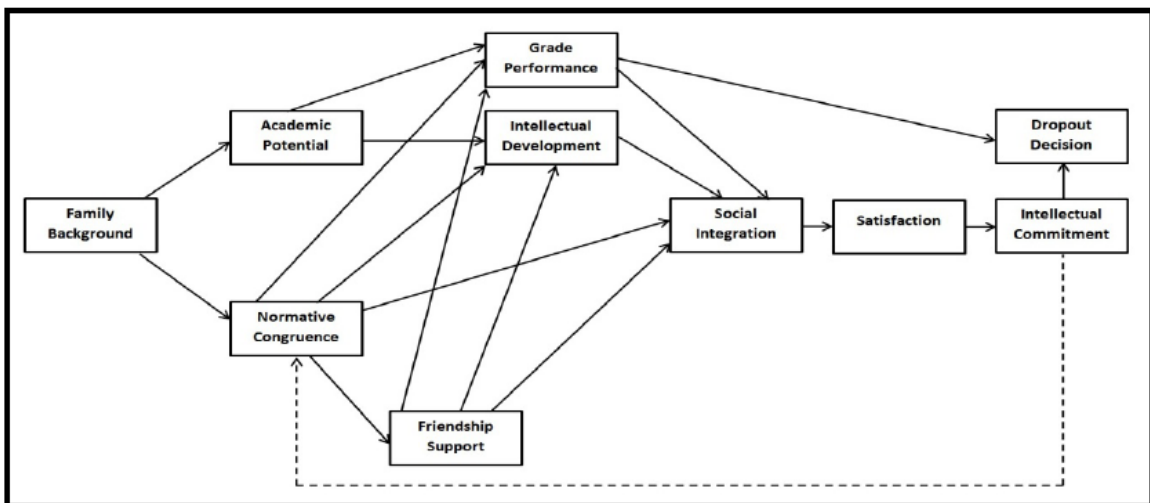 Grade
Performance
Academic
Potential
Intellectual
Development
Dropout
Decision
Family
Background
Social
Integration
Satisfaction
Intellectual
Commitment
Normative
Congruence
Friendship
Support